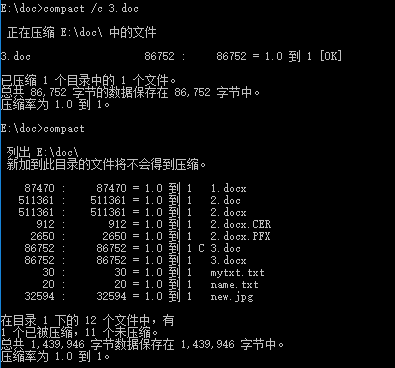 E:\doc>compact /c 3.doc
正在压缩 E:\doc\ 中的文件
3.doc 86752 : 86752 = 1.0 到 1 [OK]
已压缩 1 个目录中的 1 个文件。
总共 86,752 字节的数据保存在 86,752 字节中。
压缩率为 1.0 到 1。
E:\doc>compact
列出 E:\doc\
新加到此目录的文件将不会得到压缩。
87470 : 87470 = 1.0 到 1 1.docx
511361 : 511361 = 1.0 到 1 2.doc
511361 : 511361 = 1.0 到 1 2.docx
912 : 912 = 1.0 到 1 2.docx.CER
2650 : 2650 = 1.0 到 1 2.docx.PFX
86752 : 86752 = 1.0 到 1 C 3.doc
86752 : 86752 = 1.0 到 1 3.docx
30 : 30 = 1.0 到 1 mytxt.txt
20 : 20 = 1.0 到 1 name.txt
32594 : 32594 = 1.0 到 1 new.jpg
在目录 1 下的 12 个文件中，有
1 个已被压缩，11 个未压缩。
总共 1,439,946 字节数据保存在 1,439,946 字节中。
压缩率为 1.0 到 1。